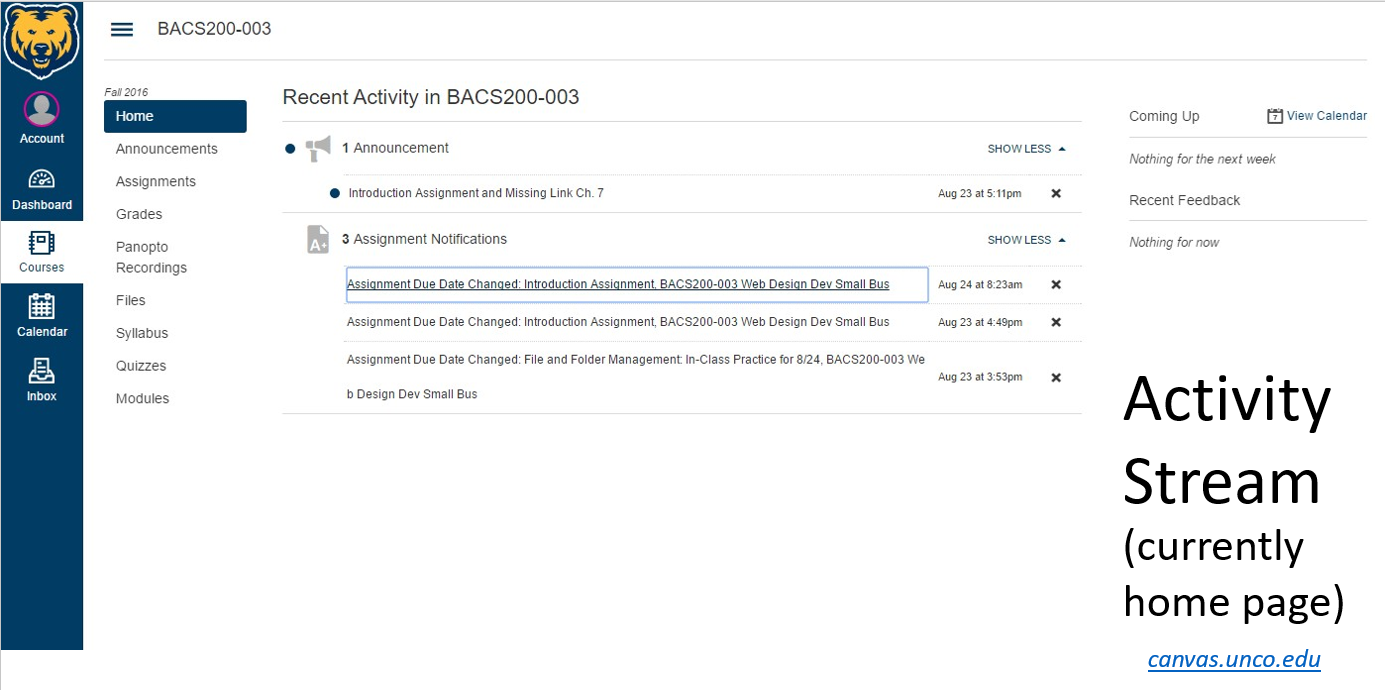 BACS200-003
Account
Dashboard
Courses
Calendar
Inbox
Fall 2016
Home
Announcements
Assignments
Grades
Panopto
Recordings
Files
Syllabus
Quizzes
Modules
Recent Activity in BACS200-003
1 Announcement
SHOW LESS
Introduction Assignment and Missing Link Ch. 7
Aug 23 at 5:11pm
A+
3 Assignment Notifications
SHOW LESS
Assignment Due Date Changed: Introduction Assignment, BACS200-003 Web Design Dev Small Bus
Aug 24 at 8:23am
Assignment Due Date Changed: Introduction Assignment, BACS200-003 Web Design Dev Small Bus
Aug 23 at 4:49pm
Assignment Due Date Changed: File and Folder Management: In-Class Practice for 8/24, BACS200-003 We
b Design Dev Small Bus
Aug 23 at 3:53pm
Coming Up
7
View Calendar
Nothing for the next week
Recent Feedback
Nothing for now
Activity
Stream
(currently
home page)
canvas.unco.edu